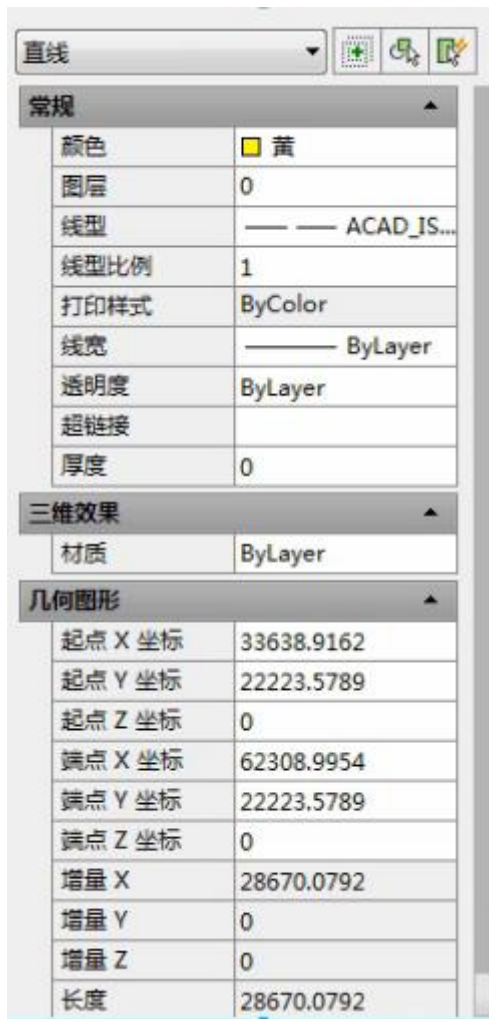 直线
常规
颜色 黄
图层 0
线型 ACAD_IS...
线型比例 1
打印样式 ByColor
线宽 ByLayer
透明度 ByLayer
超链接
厚度 0
三维效果
材质 ByLayer
几何图形
起点 X 坐标 33638.9162
起点 Y 坐标 22223.5789
起点 Z 坐标 0
端点 X 坐标 62308.9954
端点 Y 坐标 22223.5789
端点 Z 坐标 0
增量 X 28670.0792
增量 Y 0
增量 Z 0
长度 28670.0792